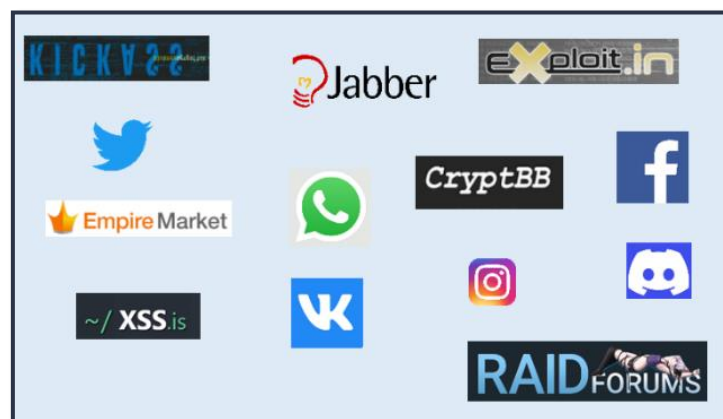 KICKASS
Jabber
exploit.in
CryptBB
Empire Market
~/ XSS.is
RAID FORUMS